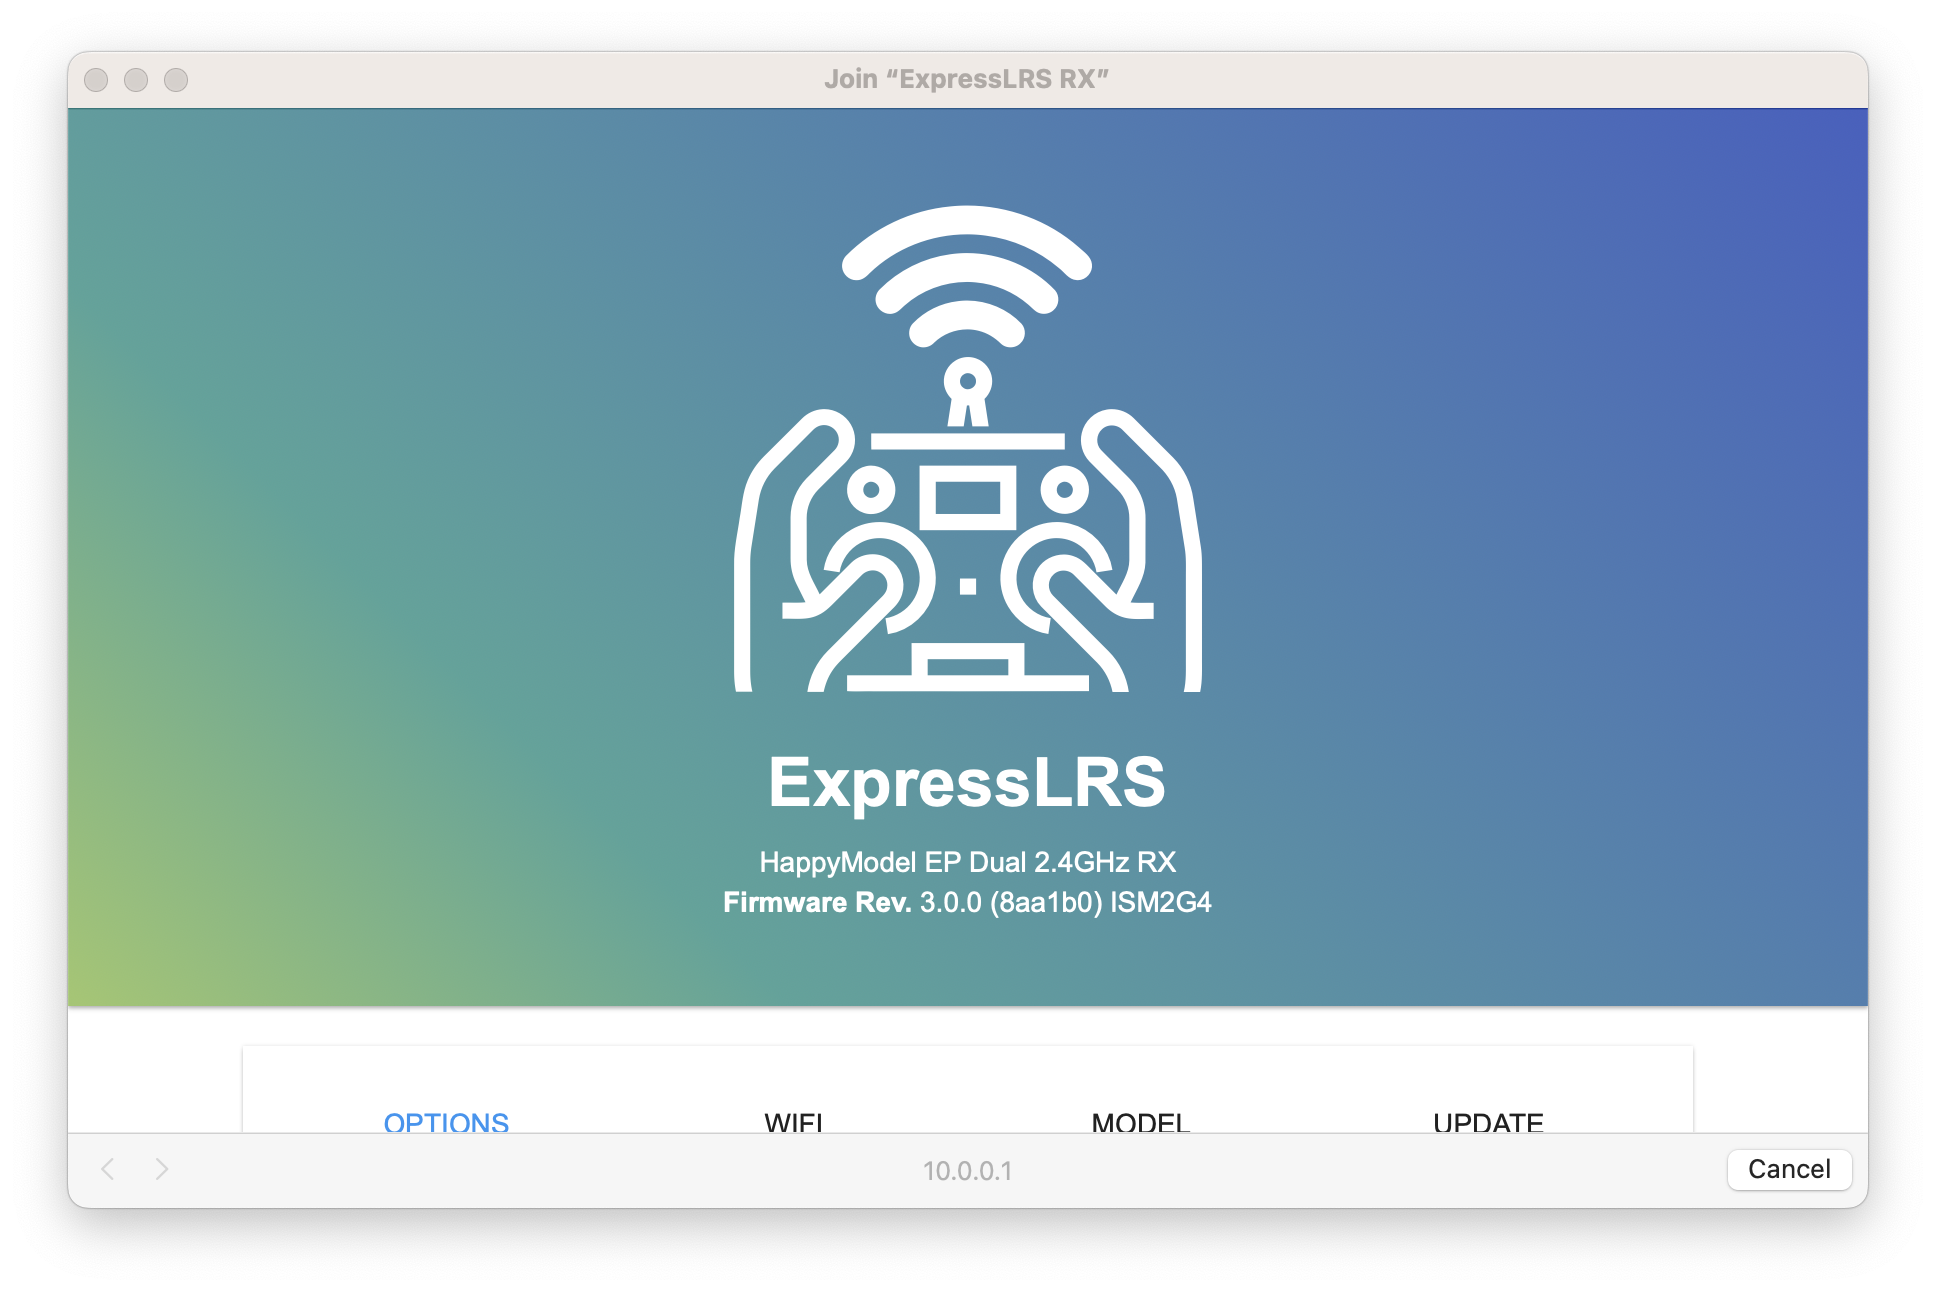 Join “ExpressLRS RX”
ExpressLRS
HappyModel EP Dual 2.4GHz RX
Firmware Rev. 3.0.0 (8aa1b0) ISM2G4
OPTIONS WIFI MODEL UPDATE
10.0.0.1 Cancel